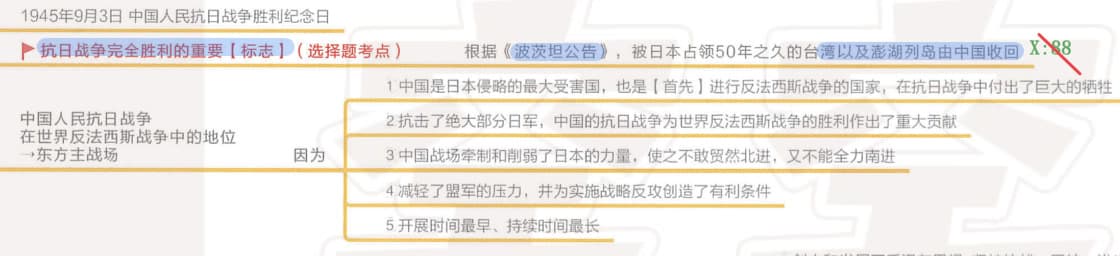 1945年9月3日 中国人民抗日战争胜利纪念日
抗日战争完全胜利的重要【标志】（选择题考点）
根据《波茨坦公告》，被日本占领50年之久的台湾以及澎湖列岛由中国收回
X:88
中国人民抗日战争
在世界反法西斯战争中的地位
→东方主战场
因为
1 中国是日本侵略的最大受害国，也是【首先】进行反法西斯战争的国家，在抗日战争中付出了巨大的牺牲
2 抗击了绝大部分日军，中国的抗日战争为世界反法西斯战争的胜利作出了重大贡献
3 中国战场牵制和削弱了日本的力量，使之不敢贸然北进，又不能全力南进
4 减轻了盟军的压力，并为实施战略反攻创造了有利条件
5 开展时间最早、持续时间最长